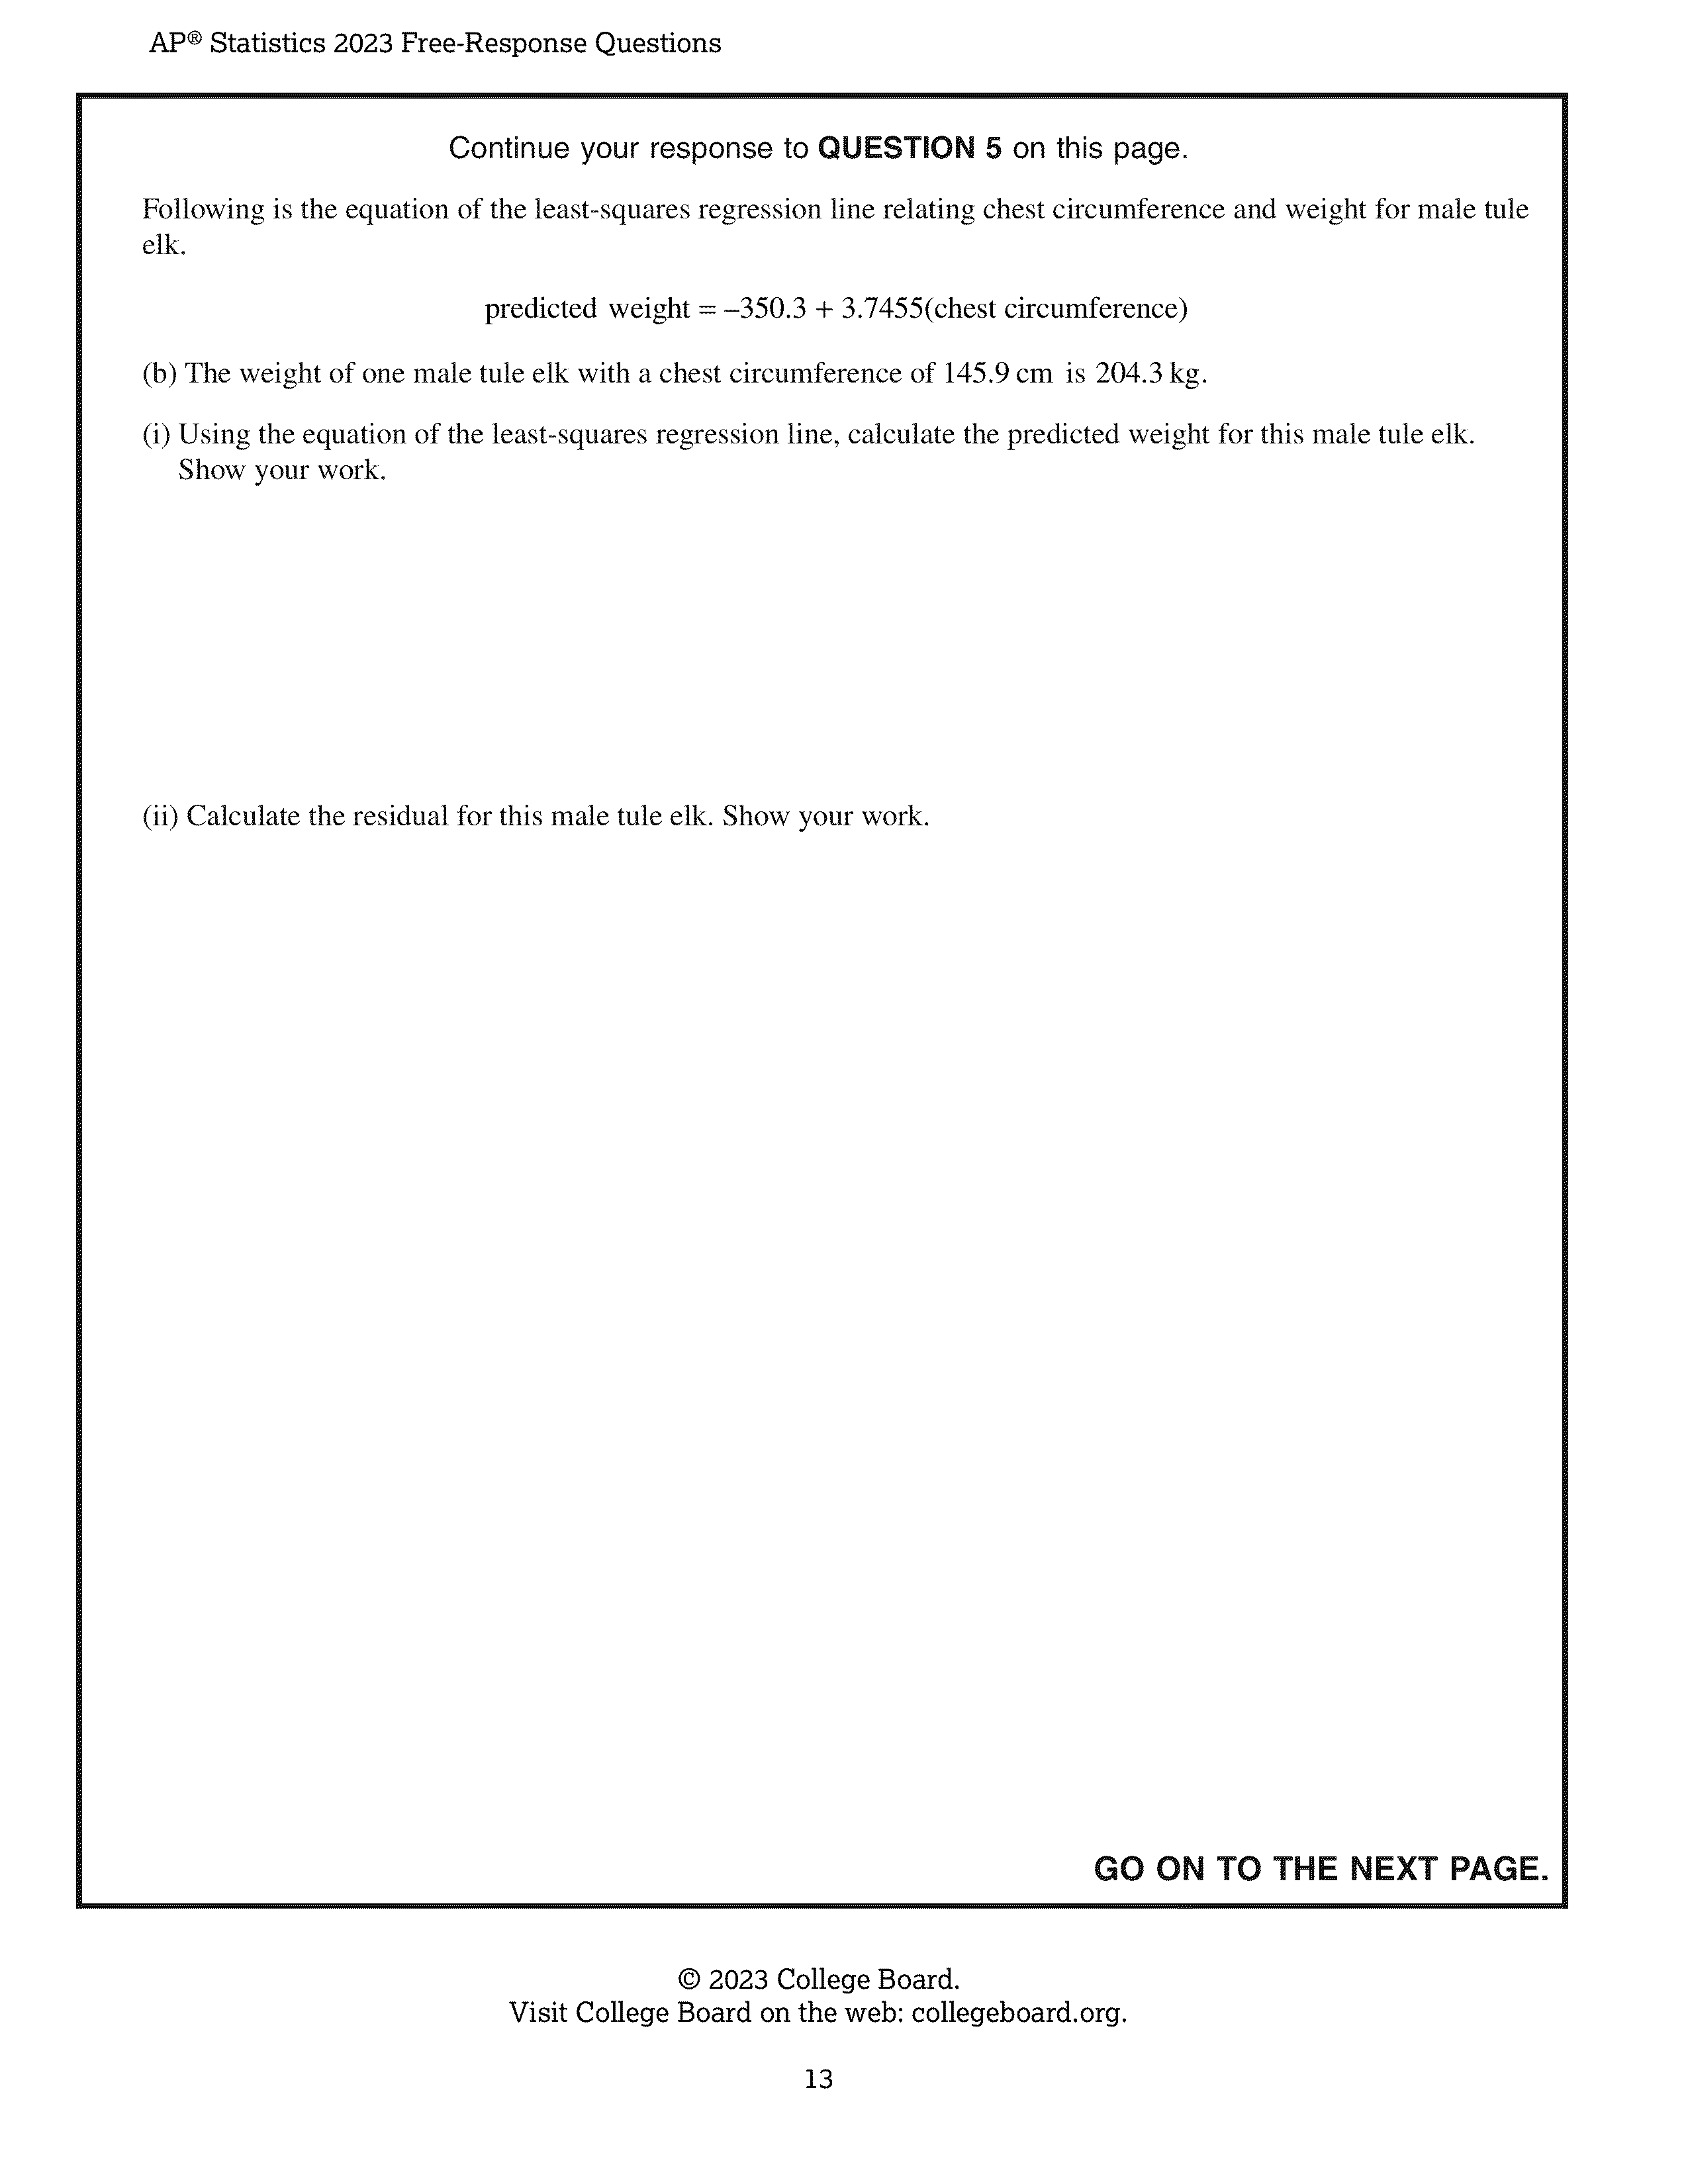 AP® Statistics 2023 Free-Response Questions
Continue your response to QUESTION 5 on this page.
Following is the equation of the least-squares regression line relating chest circumference and weight for male tule
elk.
predicted weight = –350.3 + 3.7455(chest circumference)
(b) The weight of one male tule elk with a chest circumference of 145.9 cm is 204.3 kg.
(i) Using the equation of the least-squares regression line, calculate the predicted weight for this male tule elk.
Show your work.
(ii) Calculate the residual for this male tule elk. Show your work.
GO ON TO THE NEXT PAGE.
© 2023 College Board.
Visit College Board on the web: collegeboard.org.
13